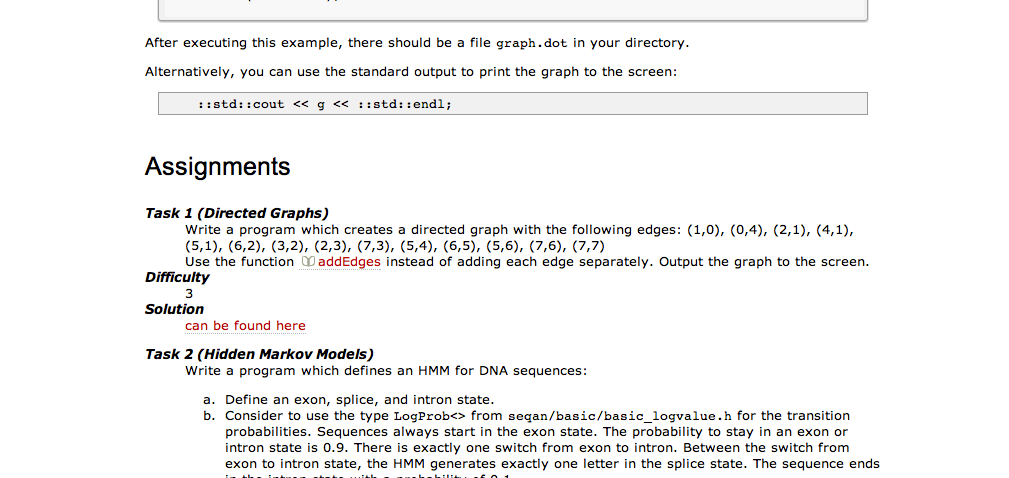 After executing this example, there should be a file graph.dot in your directory.
Alternatively, you can use the standard output to print the graph to the screen:
::std::cout << g << ::std::endl;
Assignments
Task 1 (Directed Graphs)
Write a program which creates a directed graph with the following edges: (1,0), (0,4), (2,1), (4,1),
(5,1), (6,2), (3,2), (2,3), (7,3), (5,4), (6,5), (5,6), (7,6), (7,7)
Use the function addEdges instead of adding each edge separately. Output the graph to the screen.
Difficulty
3
Solution
can be found here
Task 2 (Hidden Markov Models)
Write a program which defines an HMM for DNA sequences:
a. Define an exon, splice, and intron state.
b. Consider to use the type LogProb<> from seqan/basic/basic_logvalue.h for the transition
probabilities. Sequences always start in the exon state. The probability to stay in an exon or
intron state is 0.9. There is exactly one switch from exon to intron. Between the switch from
exon to intron state, the HMM generates exactly one letter in the splice state. The sequence ends